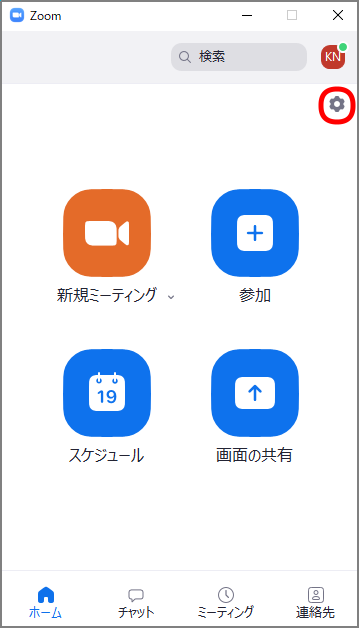 Zoom
検索
KN
新規ミーティング
参加
19
スケジュール
画面の共有
ホーム
チャット
ミーティング
連絡先